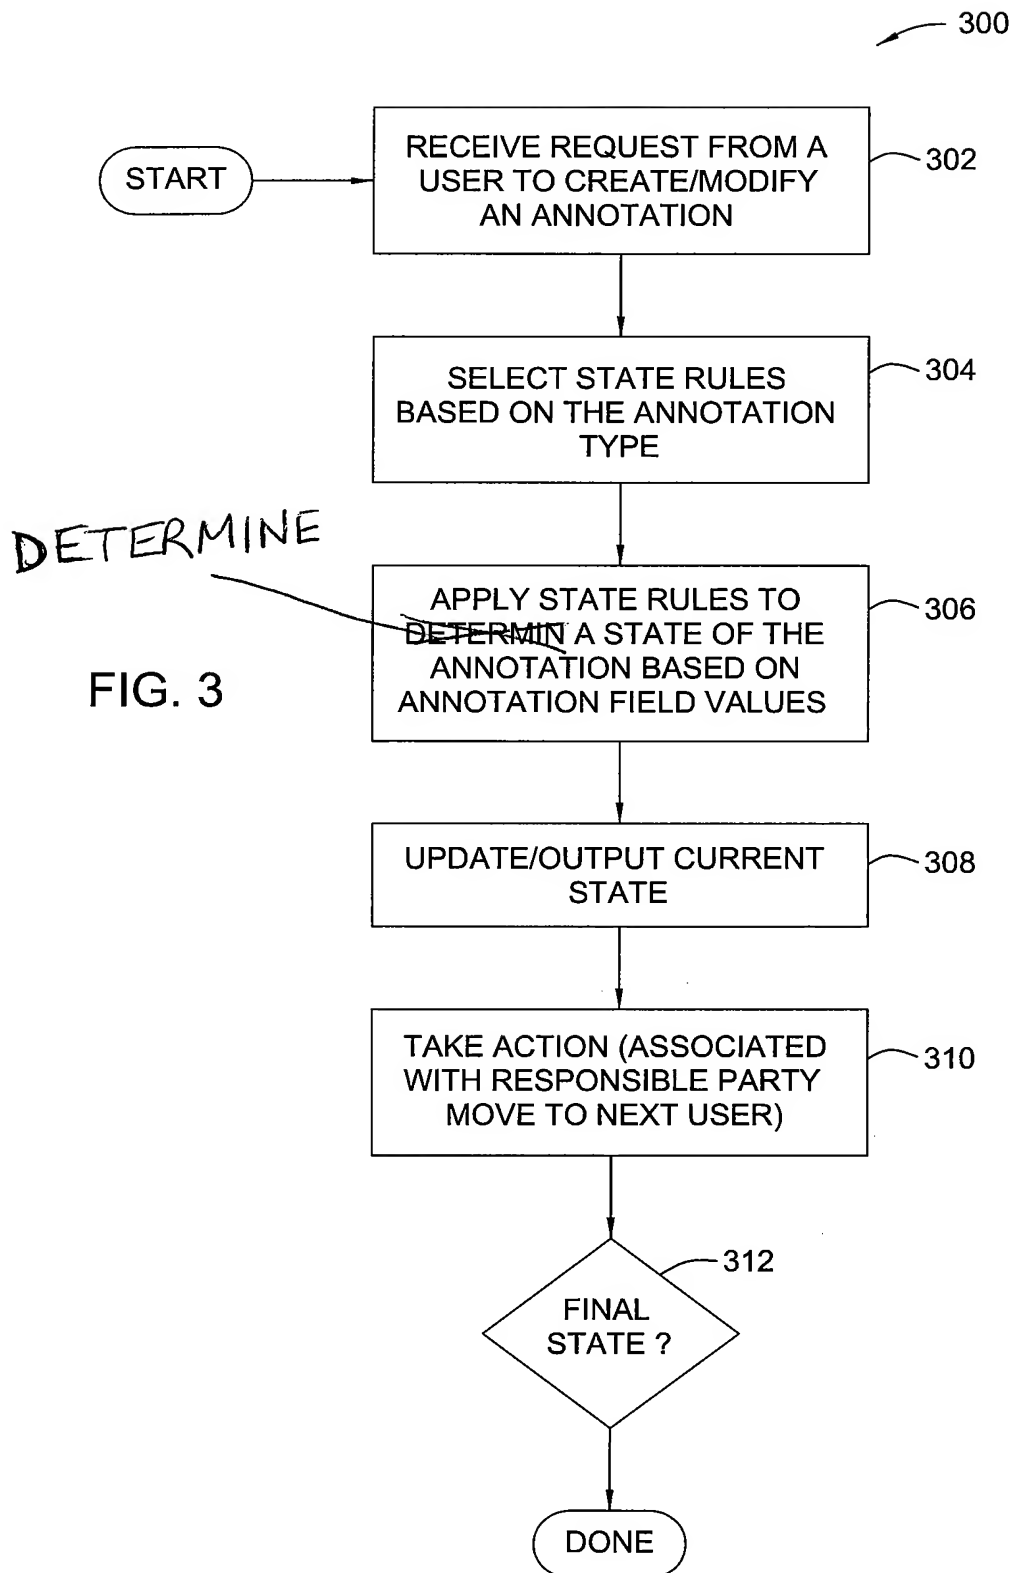 300
START
RECEIVE REQUEST FROM A
USER TO CREATE/MODIFY
AN ANNOTATION
302
SELECT STATE RULES
BASED ON THE ANNOTATION
TYPE
304
DETERMINE
APPLY STATE RULES TO
DETERMIN A STATE OF THE
ANNOTATION BASED ON
ANNOTATION FIELD VALUES
306
FIG. 3
UPDATE/OUTPUT CURRENT
STATE
308
TAKE ACTION (ASSOCIATED
WITH RESPONSIBLE PARTY
MOVE TO NEXT USER)
310
312
FINAL
STATE ?
DONE